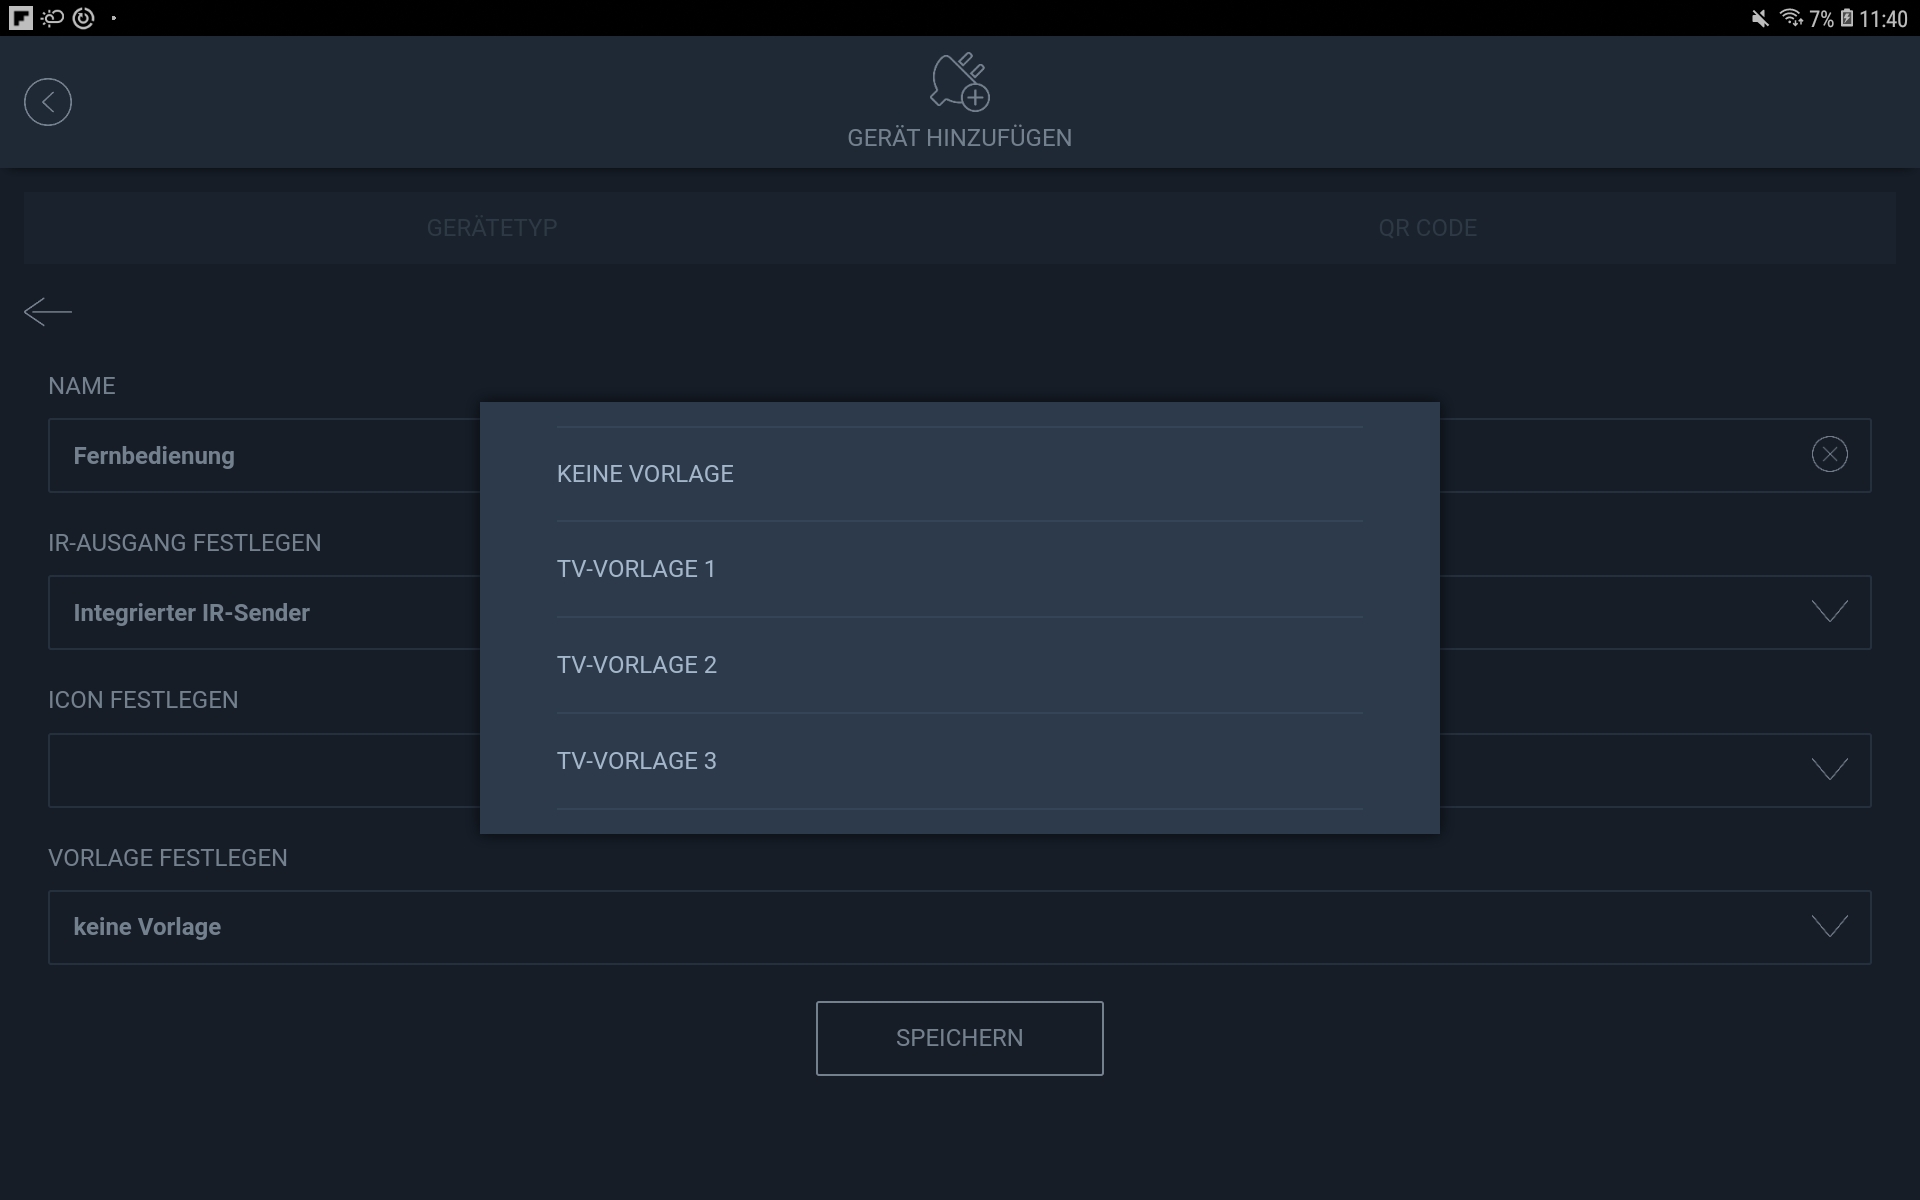 7% 11:40
GERÄT HINZUFÜGEN
GERÄTETYP
QR CODE
NAME
Fernbedienung
IR-AUSGANG FESTLEGEN
Integrierter IR-Sender
ICON FESTLEGEN
VORLAGE FESTLEGEN
keine Vorlage
KEINE VORLAGE
TV-VORLAGE 1
TV-VORLAGE 2
TV-VORLAGE 3
SPEICHERN